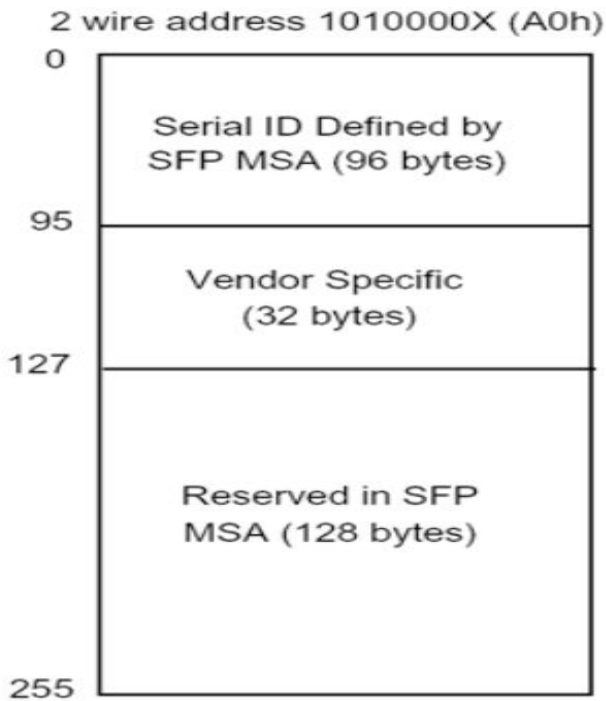 2 wire address 1010000X (A0h)
0
Serial ID Defined by
SFP MSA (96 bytes)
95
Vendor Specific
(32 bytes)
127
Reserved in SFP
MSA (128 bytes)
255